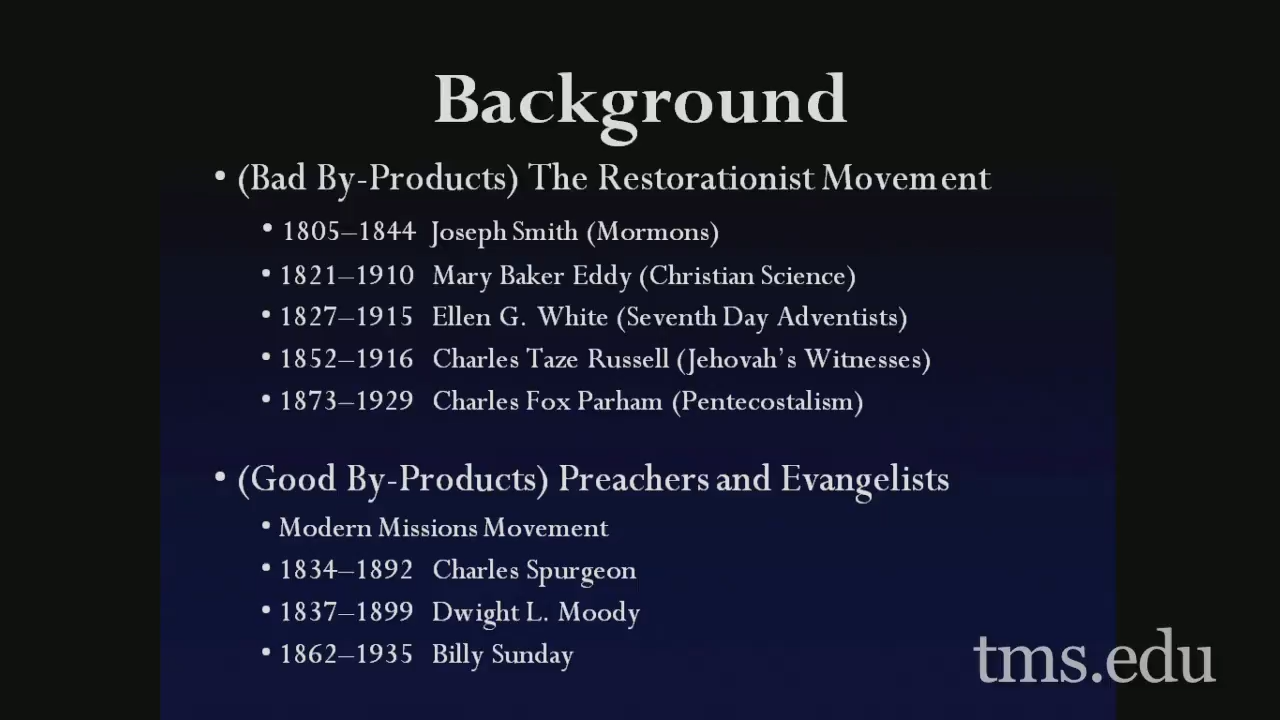 Background
• (Bad By-Products) The Restorationist Movement
• 1805–1844 Joseph Smith (Mormons)
• 1821–1910 Mary Baker Eddy (Christian Science)
• 1827–1915 Ellen G. White (Seventh Day Adventists)
• 1852–1916 Charles Taze Russell (Jehovah's Witnesses)
• 1873–1929 Charles Fox Parham (Pentecostalism)
• (Good By-Products) Preachers and Evangelists
• Modern Missions Movement
• 1834–1892 Charles Spurgeon
• 1837–1899 Dwight L. Moody
• 1862–1935 Billy Sunday
tms.edu